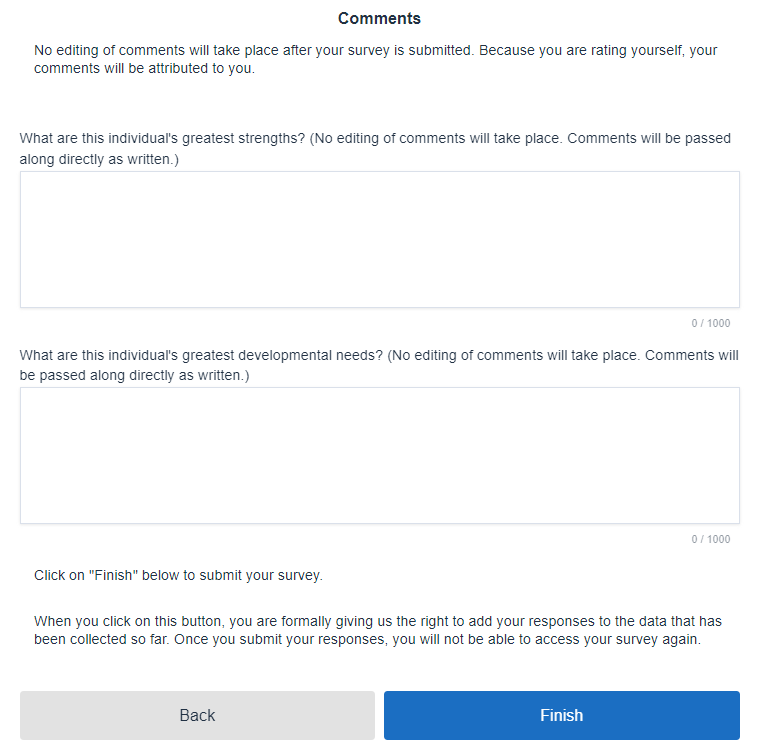 Comments
No editing of comments will take place after your survey is submitted. Because you are rating yourself, your
comments will be attributed to you.
What are this individual's greatest strengths? (No editing of comments will take place. Comments will be passed
along directly as written.)
0 / 1000
What are this individual's greatest developmental needs? (No editing of comments will take place. Comments will
be passed along directly as written.)
0 / 1000
Click on "Finish" below to submit your survey.
When you click on this button, you are formally giving us the right to add your responses to the data that has
been collected so far. Once you submit your responses, you will not be able to access your survey again.
Back
Finish